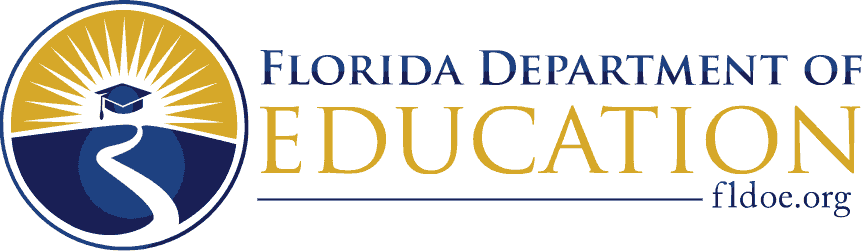 FLORIDA DEPARTMENT OF
EDUCATION
fldoe.org